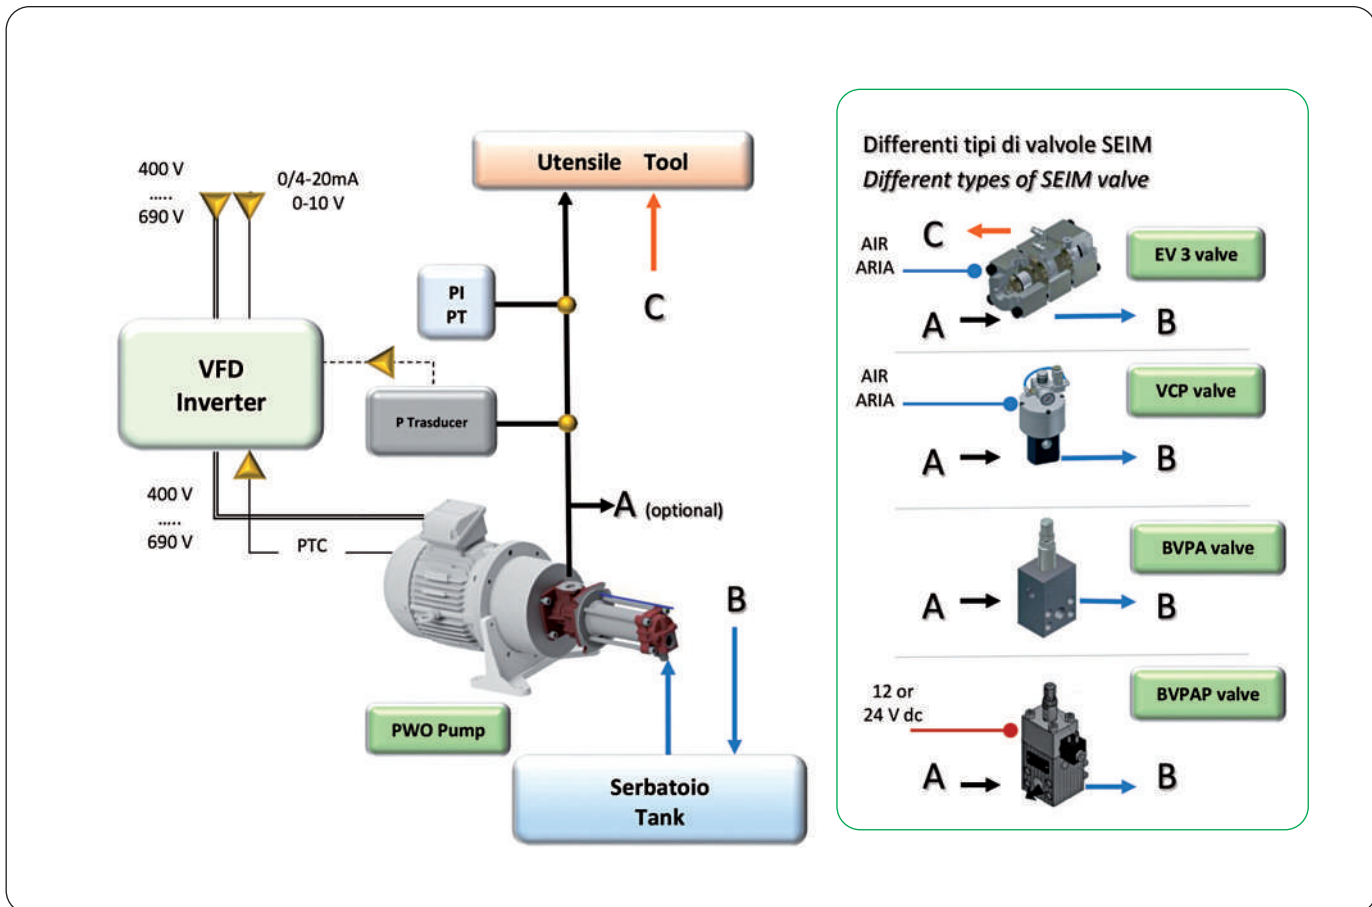 400 V
.....
690 V
0/4-20mA
0-10 V
Utensile Tool
PI
PT
C
VFD
Inverter
P Trasducer
400 V
.....
690 V
PTC
A (optional)
B
PWO Pump
Serbatoio
Tank
Differenti tipi di valvole SEIM
Different types of SEIM valve
AIR
ARIA
C
EV 3 valve
A
B
AIR
ARIA
VCP valve
A
B
BVPA valve
A
B
12 or
24 V dc
BVPAP valve
A
B